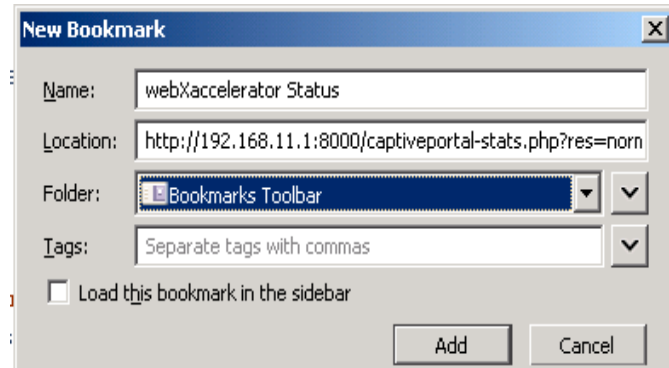 New Bookmark
Name: webXaccelerator Status
Location: http://192.168.11.1:8000/captiveportal-stats.php?res=norn
Folder: Bookmarks Toolbar
Tags: Separate tags with commas
Load this bookmark in the sidebar
Add Cancel